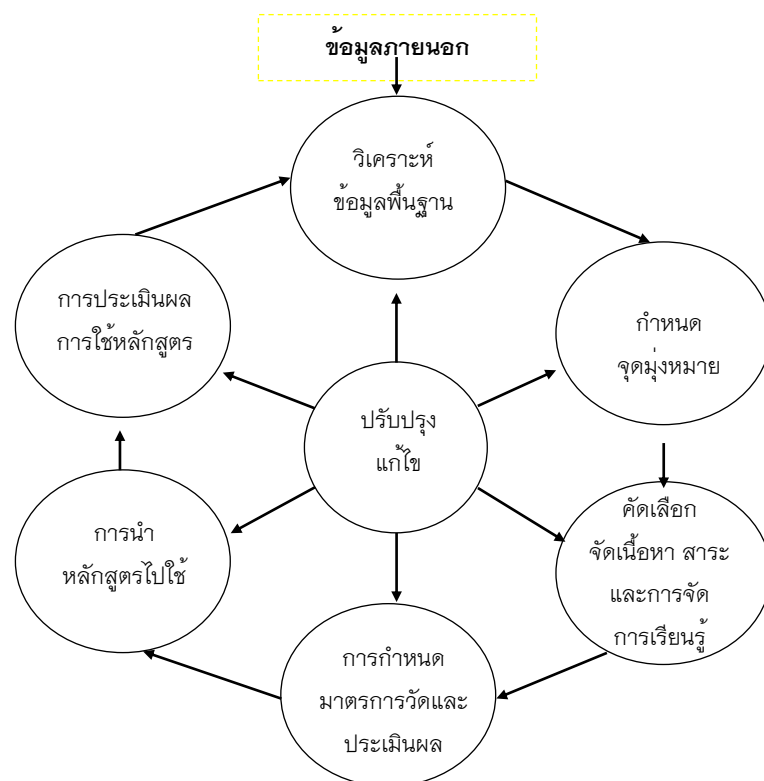 ข้อมูลภายนอก
วิเคราะห์
ข้อมูลพื้นฐาน
กำหนด
จุดมุ่งหมาย
คัดเลือก
จัดเนื้อหา สาระ
และการจัด
การเรียนรู้
การกำหนด
มาตรการวัดและ
ประเมินผล
การนำ
หลักสูตรไปใช้
การประเมินผล
การใช้หลักสูตร
ปรับปรุง
แก้ไข